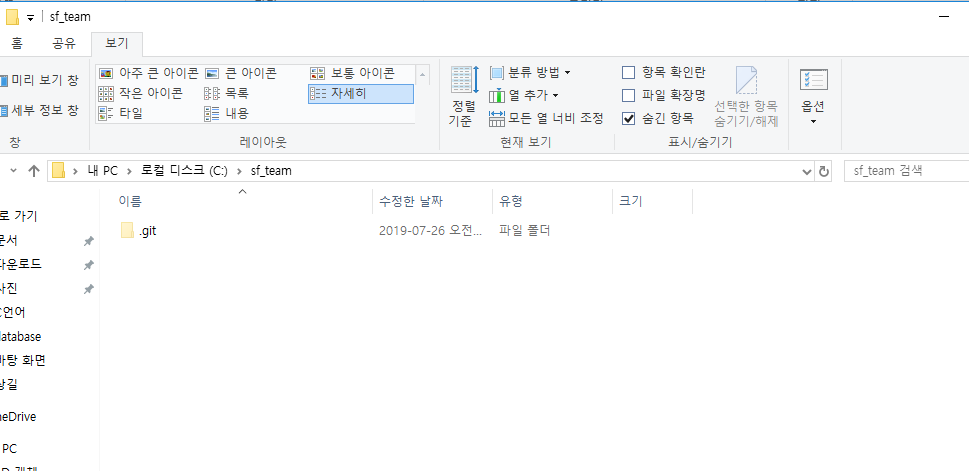 sf_team
홈 공유 보기
미리 보기 창
세부 정보 창
창
아주 큰 아이콘 큰 아이콘 보통 아이콘
작은 아이콘 목록 자세히
타일 내용
레이아웃
정렬 기준
분류 방법
열 추가
모든 열 너비 조정
현재 보기
항목 확인란
파일 확장명
숨긴 항목
선택한 항목
숨기기/해제
표시/숨기기
옵션
내 PC 로컬 디스크 (C:) sf_team
sf_team 검색
이름 수정한 날짜 유형 크기
.git 2019-07-26 오전... 파일 폴더
로 가기
문서
다운로드
사진
C언어
database
바탕 화면
상길
neDrive
PC